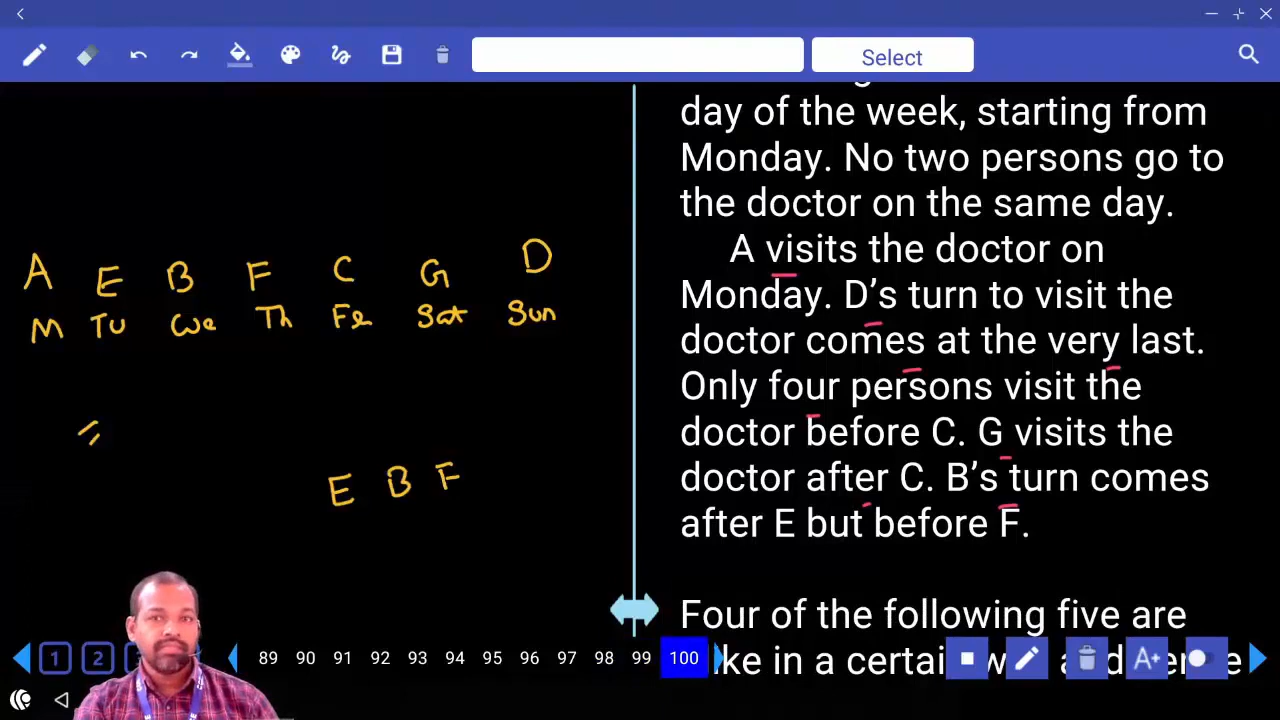 Select
day of the week, starting from
Monday. No two persons go to
the doctor on the same day.
A visits the doctor on
Monday. D's turn to visit the
doctor comes at the very last.
Only four persons visit the
doctor before C. G visits the
doctor after C. B's turn comes
after E but before F.
Four of the following five are
A E B F C G D
M Tu We Th Fr Sat Sun
E B F
1 2
89 90 91 92 93 94 95 96 97 98 99 100
in a
A+